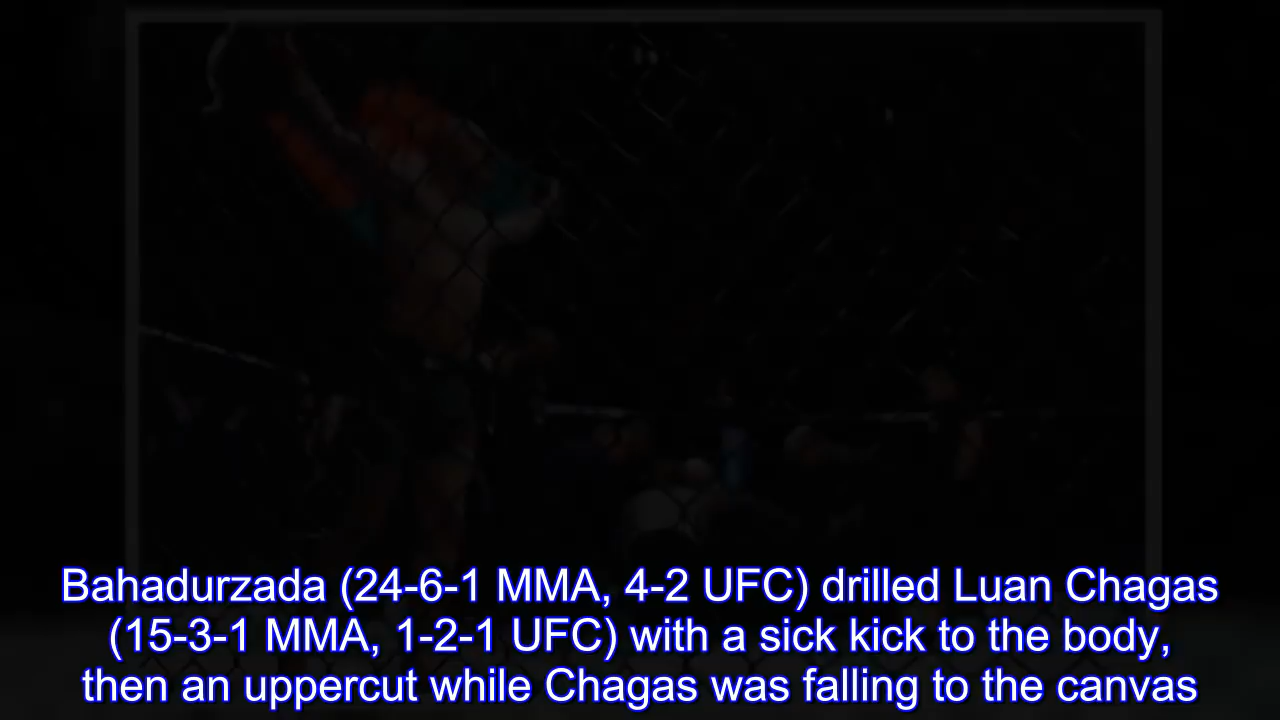 Bahadurzada (24-6-1 MMA, 4-2 UFC) drilled Luan Chagas
(15-3-1 MMA, 1-2-1 UFC) with a sick kick to the body,
then an uppercut while Chagas was falling to the canvas